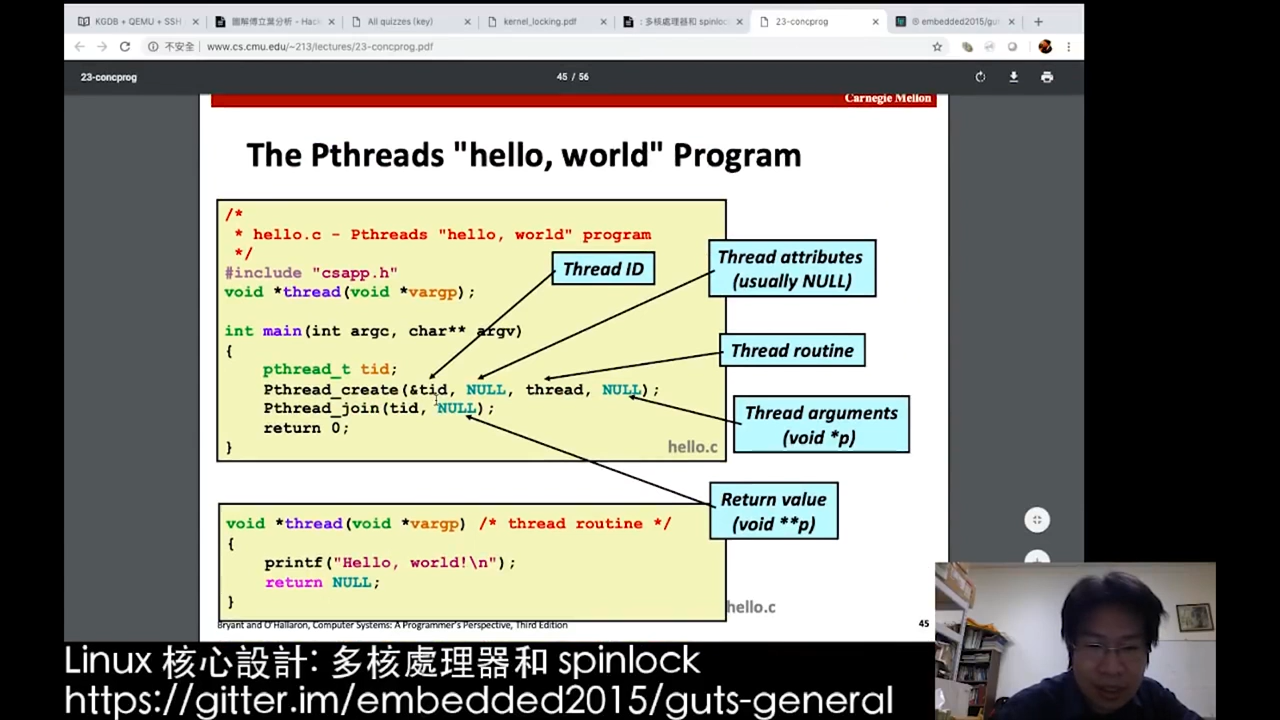 KGDB + QEMU + SSH
圖解傅立葉分析 - Hac
All quizzes (key)
kernel_locking.pdf
: 多核處理器和 spinloc
23-concprog
@ embedded2015/gut
不安全
www.cs.cmu.edu/~213/lectures/23-concprog.pdf
23-concprog
45 / 56
Carnegie Mellon
The Pthreads "hello, world" Program
/*
* hello.c - Pthreads "hello, world" program
*/
#include "csapp.h"
void *thread(void *vargp);
int main(int argc, char** argv)
{
pthread_t tid;
Pthread_create(&tid, NULL, thread, NULL);
Pthread_join(tid, NULL);
return 0;
}
hello.c
Thread ID
Thread attributes
(usually NULL)
Thread routine
Thread arguments
(void *p)
Return value
(void **p)
void *thread(void *vargp) /* thread routine */
{
printf("Hello, world!\n");
return NULL;
}
hello.c
Bryant and O'Hallaron, Computer Systems: A Programmer's Perspective, Third Edition
45
Linux 核心設計: 多核處理器和 spinlock
https://gitter.im/embedded2015/guts-general